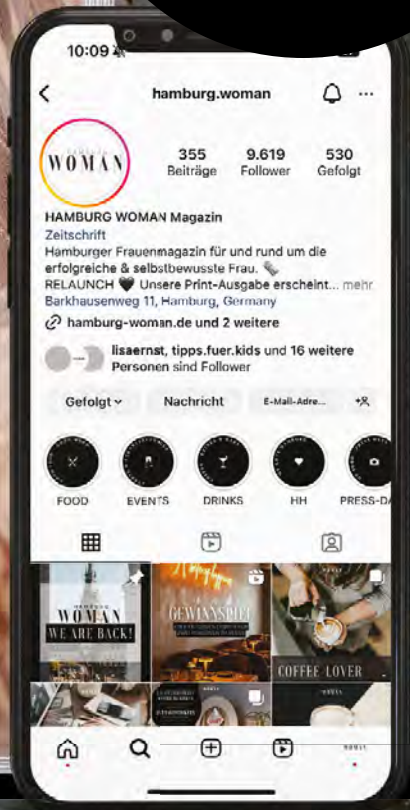 10:09
hamburg.woman
WOMAN
355 9.619 530
Beiträge Follower Gefolgt
HAMBURG WOMAN Magazin
Zeitschrift
Hamburger Frauenmagazin für und rund um die
erfolgreiche & selbstbewusste Frau.
RELAUNCH 🖤 Unsere Print-Ausgabe erscheint... mehr
Barkhausenweg 11, Hamburg, Germany
hamburg-woman.de und 2 weitere
lisaernst, tipps.fuer.kids und 16 weitere
Personen sind Follower
Gefolgt Nachricht E-Mail-Adre...
FOOD EVENTS DRINKS HH PRESS-DA
WOMAN
WE ARE BACK!
GEWINNSPIEL
COFFEE LOVER
WOMAN